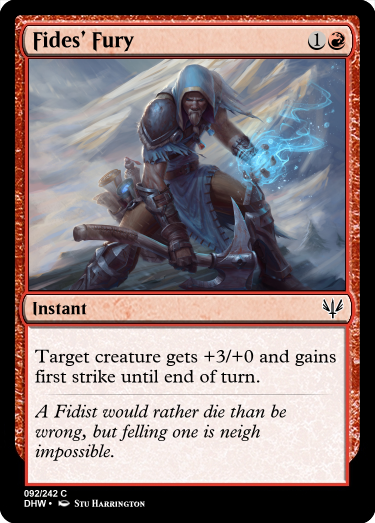 Fides' Fury 1
Instant
Target creature gets +3/+0 and gains
first strike until end of turn.
A Fidist would rather die than be
wrong, but felling one is neigh
impossible.
092/242 C
DHW • Stu Harrington